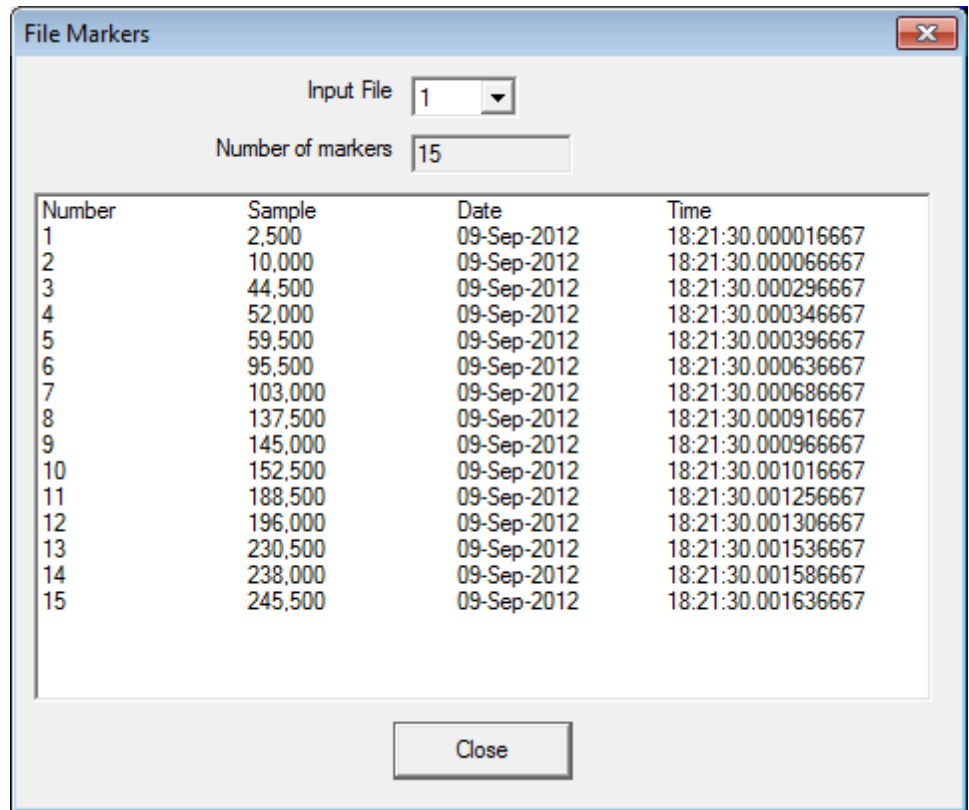 File Markers
Input File 1
Number of markers 15
Number Sample Date Time
1 2,500 09-Sep-2012 18:21:30.000016667
2 10,000 09-Sep-2012 18:21:30.000066667
3 44,500 09-Sep-2012 18:21:30.000296667
4 52,000 09-Sep-2012 18:21:30.000346667
5 59,500 09-Sep-2012 18:21:30.000396667
6 95,500 09-Sep-2012 18:21:30.000636667
7 103,000 09-Sep-2012 18:21:30.000686667
8 137,500 09-Sep-2012 18:21:30.000916667
9 145,000 09-Sep-2012 18:21:30.000966667
10 152,500 09-Sep-2012 18:21:30.001016667
11 188,500 09-Sep-2012 18:21:30.001256667
12 196,000 09-Sep-2012 18:21:30.001306667
13 230,500 09-Sep-2012 18:21:30.001536667
14 238,000 09-Sep-2012 18:21:30.001586667
15 245,500 09-Sep-2012 18:21:30.001636667
Close